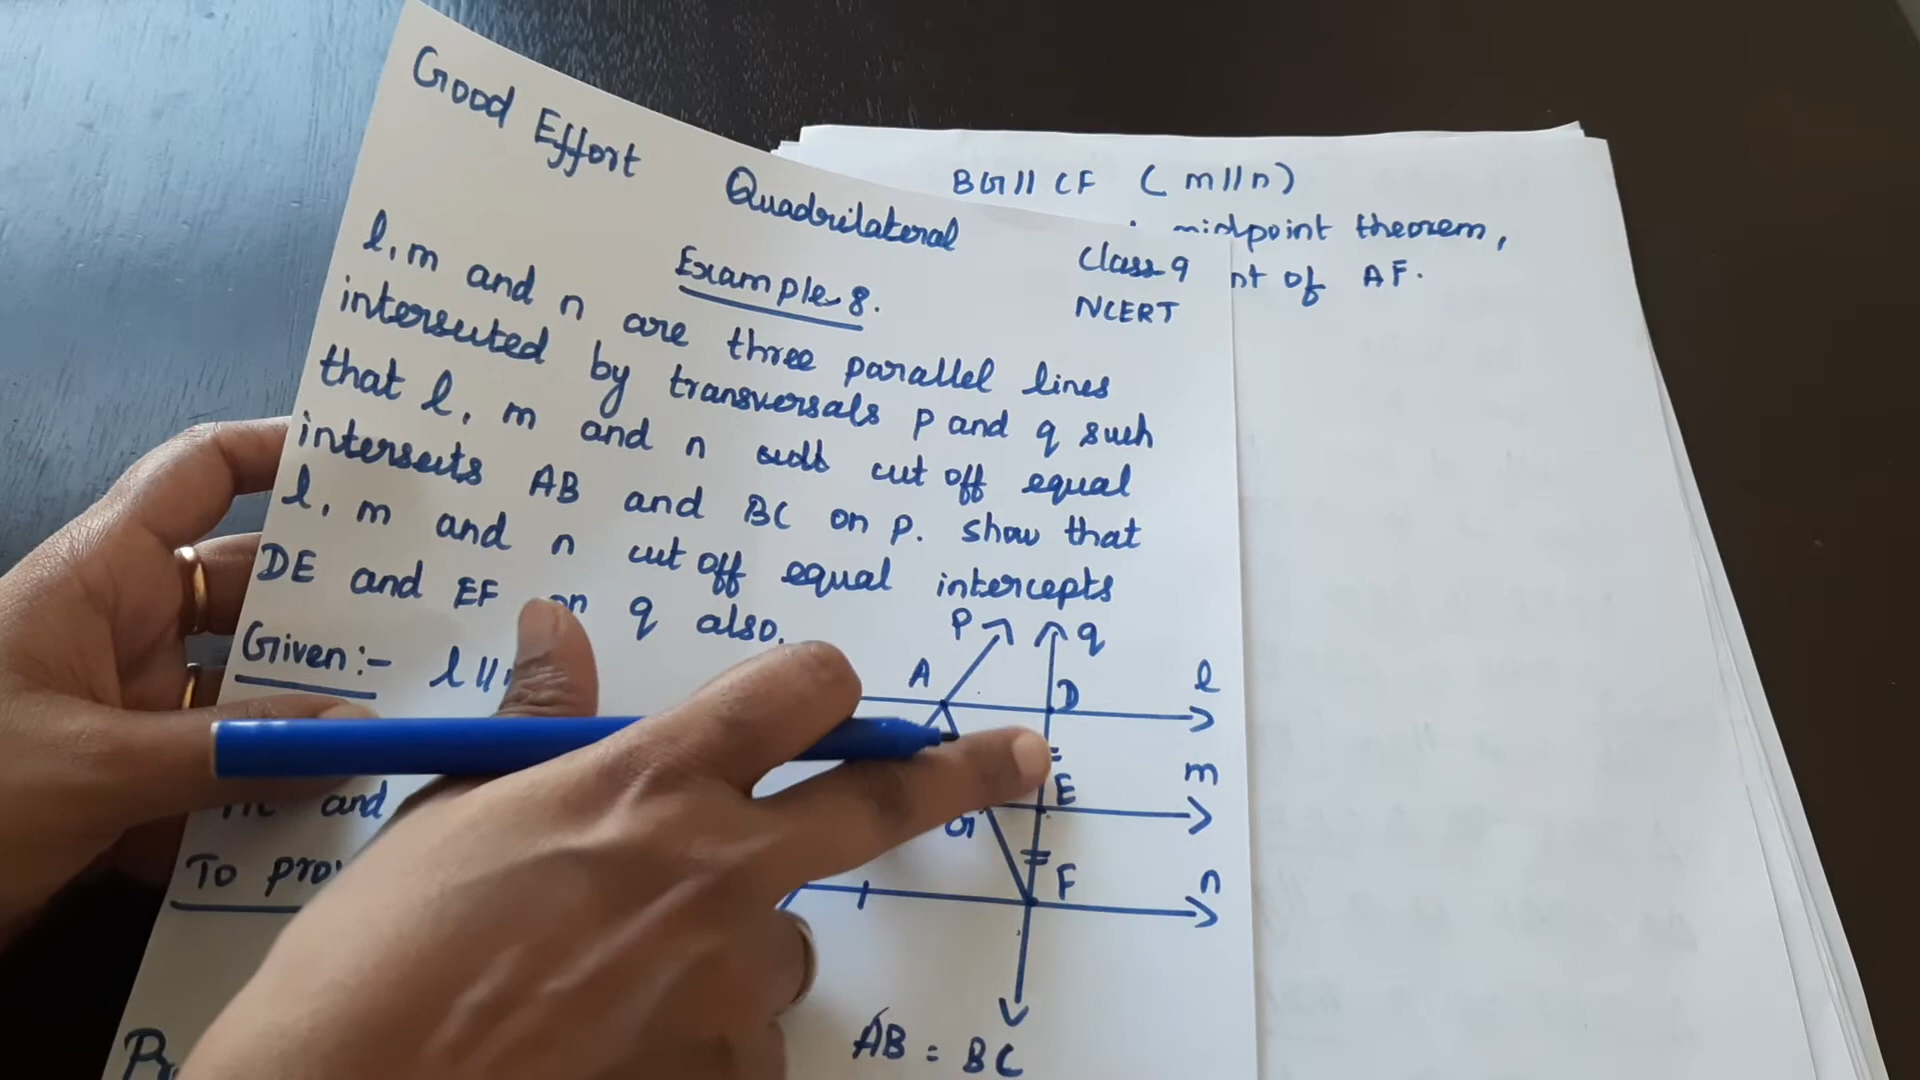 Good Effort
Quadrilateral
Class-9
Example-8.
NCERT
l, m and n are three parallel lines
intersected by transversals p and q such
that l, m and n cut off equal
intersects AB and BC on p. show that
l, m and n cut off equal intercepts
DE and EF on q also.
Given:- l ||
and
To
P q
A D l
E m
G
F n
AB = BC
BG || CF ( m || n )
midpoint theorem,
of AF.